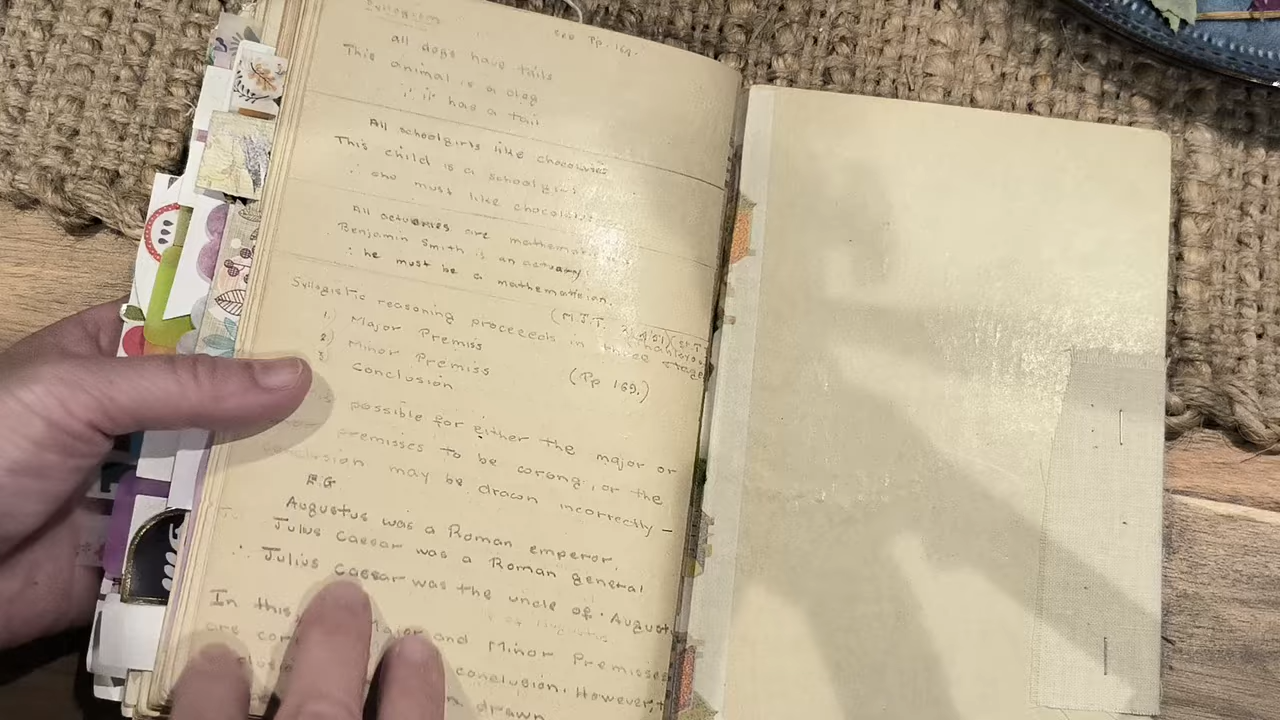 Syllogism
see Pp. 169.
all dogs have tails
This animal is a dog
∴ it has a tail
All schoolgirls like chocolates
This child is a schoolgirl
∴ she must like chocolates
All actuaries are
Benjamin Smith is an actuary
∴ he must be a mathematician.
(M.J.T.
Syllogistic reasoning proceeds in three stages
1) Major Premiss
2) Minor Premiss
(Pp 169.)
3) Conclusion
possible for either the major or
premisses to be wrong, or the
conclusion may be drawn incorrectly —
E.G
Augustus was a Roman emperor.
Julius Caesar was a Roman general
∴ Julius Caesar was the uncle of
In this Major and Minor Premisses
are
conclusion. However,
drawn